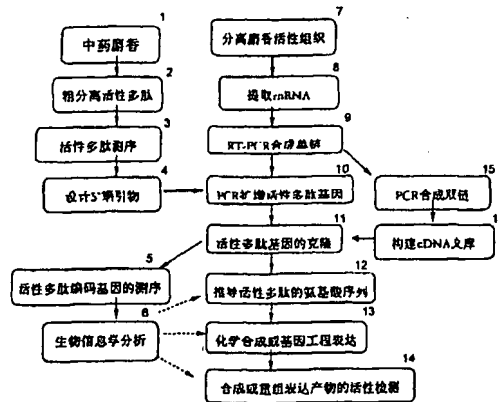 1
中药麝香
2
粗分离活性多肽
3
活性多肽测序
4
设计5'端引物
7
分离麝香活性组织
8
提取mRNA
9
RT-PCR合成单链
10
PCR扩增活性多肽基因
15
PCR合成双链
11
活性多肽基因的克隆
1
构建cDNA文库
5
活性多肽编码基因的测序
12
推导活性多肽的氨基酸序列
6
生物信息学分析
13
化学合成或基因工程表达
14
合成或重组表达产物的活性检测